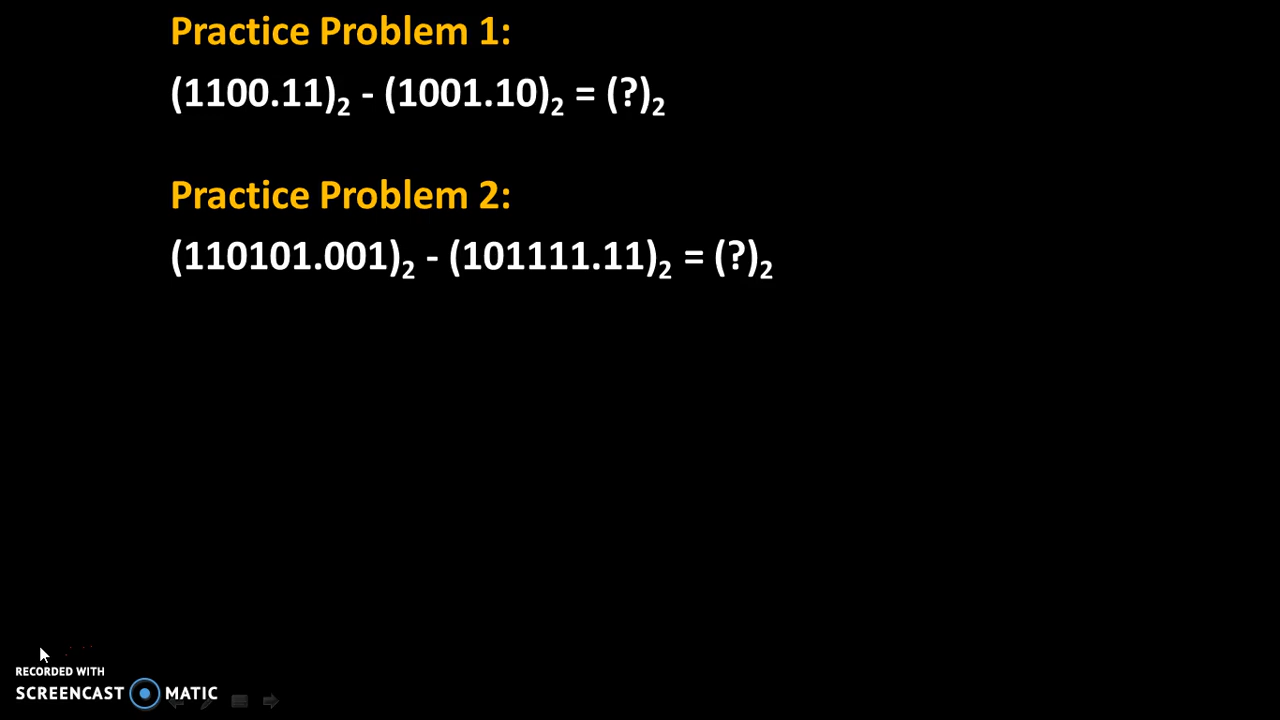 Practice Problem 1:
(1100.11)₂ - (1001.10)₂ = (?)₂
Practice Problem 2:
(110101.001)₂ - (101111.11)₂ = (?)₂
RECORDED WITH
SCREENCAST MATIC